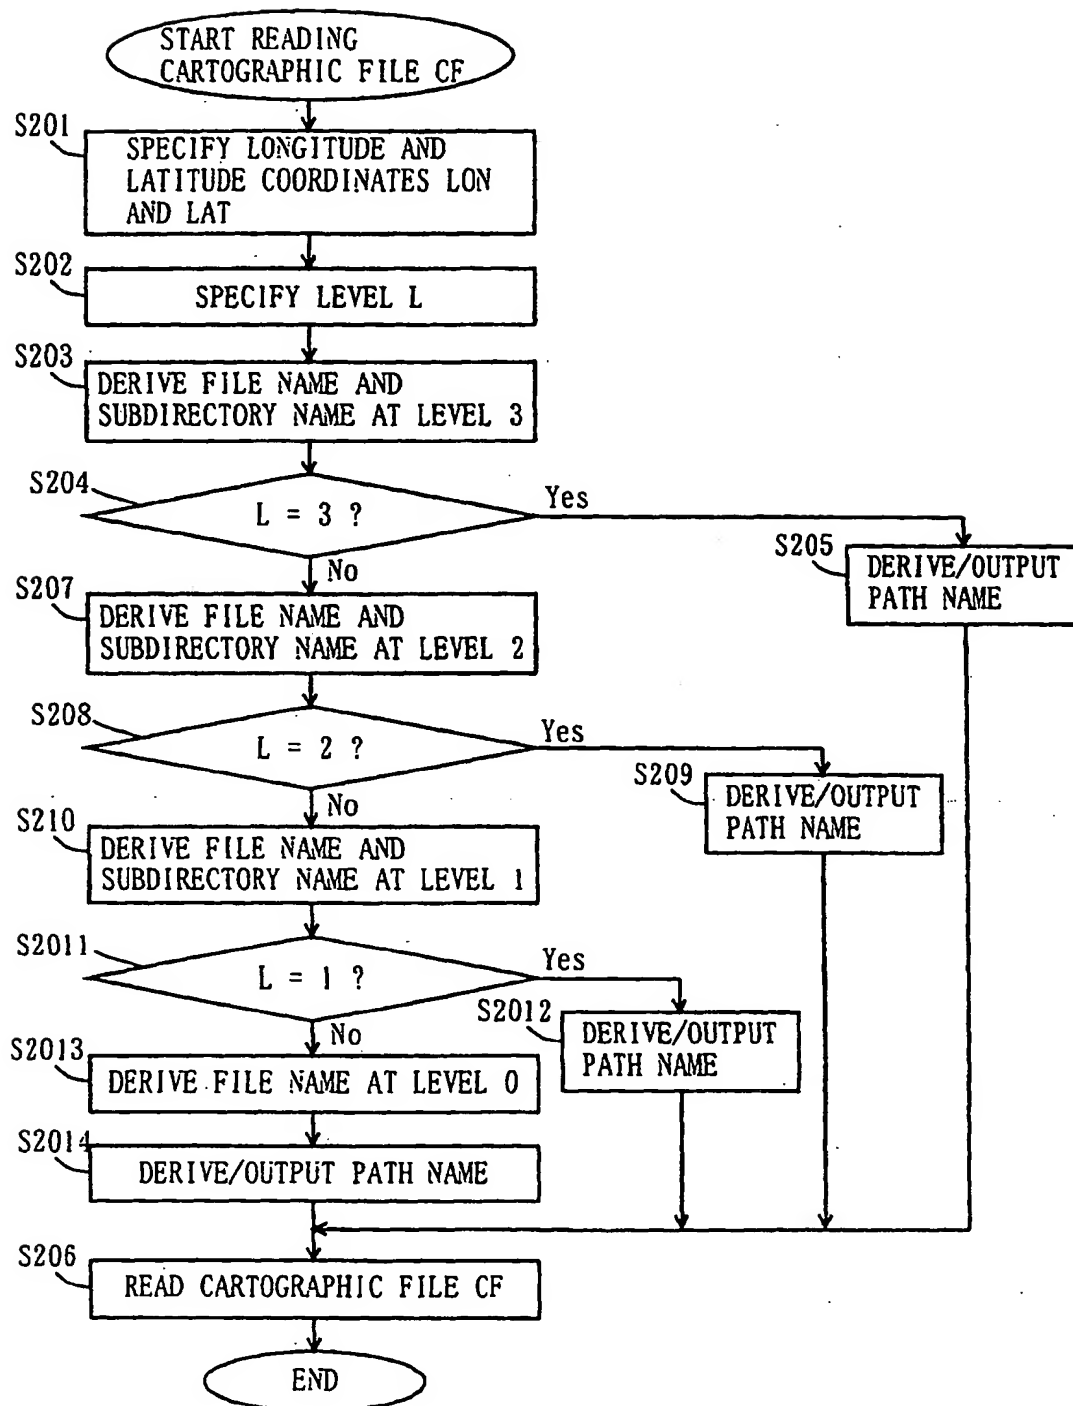 START READING
CARTOGRAPHIC FILE CF
S201
SPECIFY LONGITUDE AND
LATITUDE COORDINATES LON
AND LAT
S202
SPECIFY LEVEL L
S203
DERIVE FILE NAME AND
SUBDIRECTORY NAME AT LEVEL 3
S204
L = 3 ?
Yes
No
S205
DERIVE/OUTPUT
PATH NAME
S207
DERIVE FILE NAME AND
SUBDIRECTORY NAME AT LEVEL 2
S208
L = 2 ?
Yes
No
S209
DERIVE/OUTPUT
PATH NAME
S210
DERIVE FILE NAME AND
SUBDIRECTORY NAME AT LEVEL 1
S2011
L = 1 ?
Yes
No
S2012
DERIVE/OUTPUT
PATH NAME
S2013
DERIVE FILE NAME AT LEVEL 0
S2014
DERIVE/OUTPUT PATH NAME
S206
READ CARTOGRAPHIC FILE CF
END